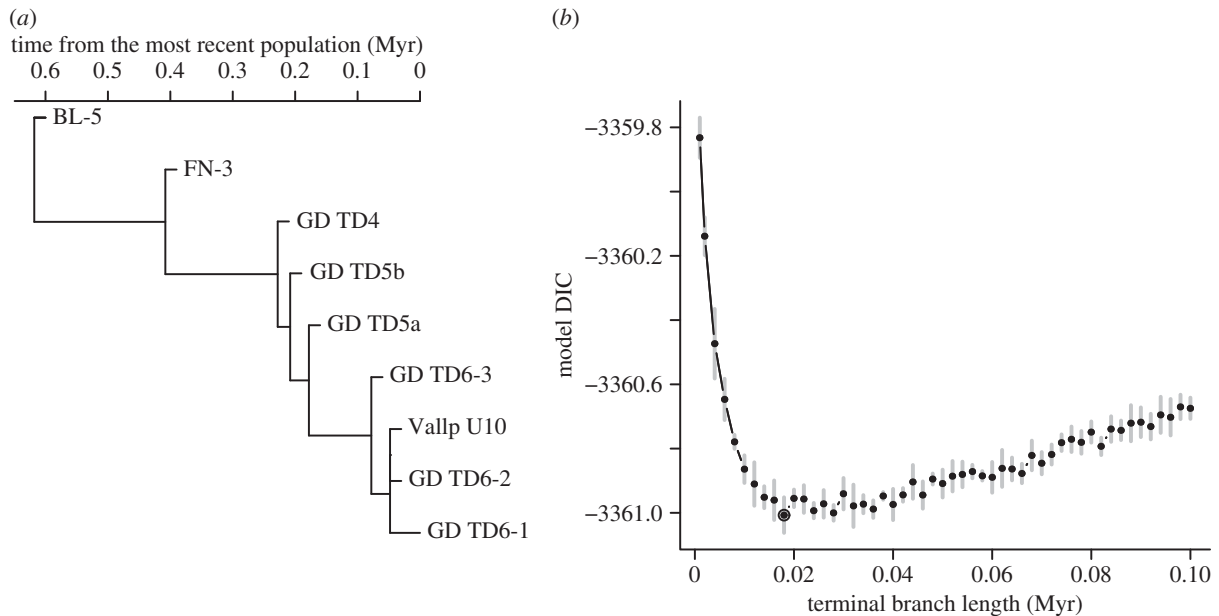 (a)
time from the most recent population (Myr)
0.6 0.5 0.4 0.3 0.2 0.1 0
BL-5
FN-3
GD TD4
GD TD5b
GD TD5a
GD TD6-3
Vallp U10
GD TD6-2
GD TD6-1
(b)
model DIC
−3359.8
−3360.2
−3360.6
−3361.0
0 0.02 0.04 0.06 0.08 0.10
terminal branch length (Myr)